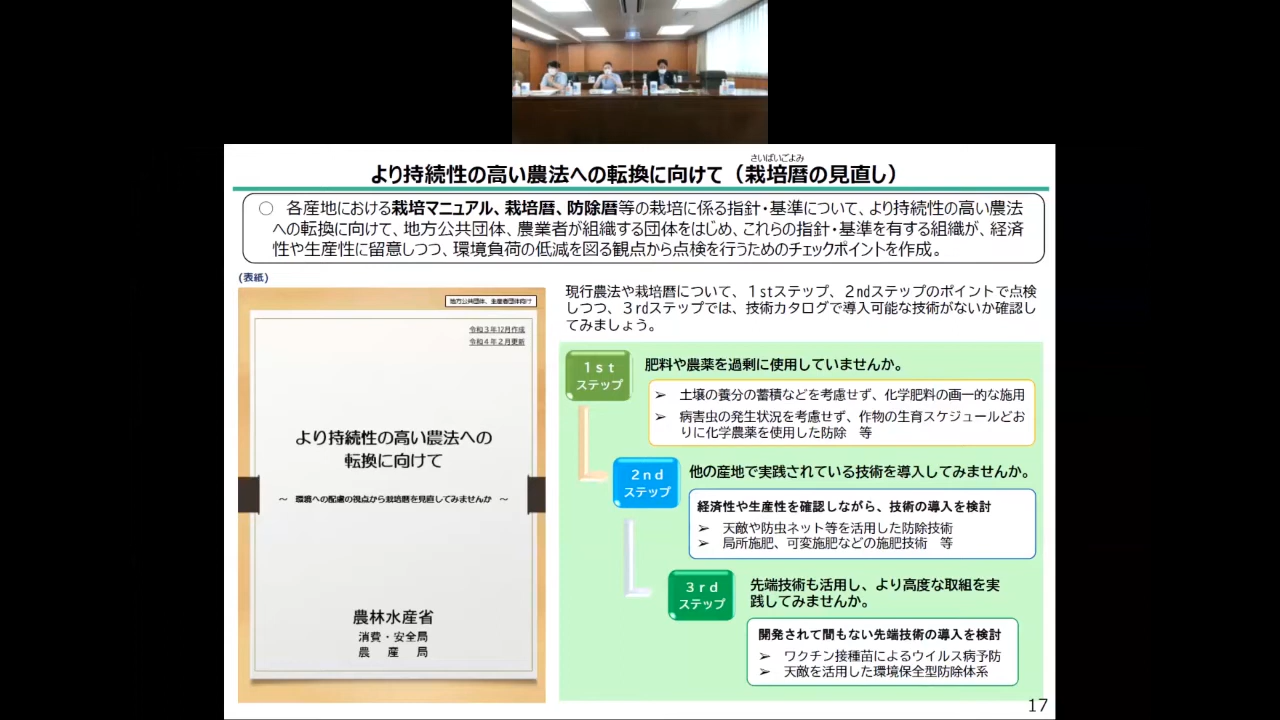 より持続性の高い農法への転換に向けて（栽培暦の見直し）
さいばいごよみ
○　各産地における栽培マニュアル、栽培暦、防除暦等の栽培に係る指針・基準について、より持続性の高い農法
への転換に向けて、地方公共団体、農業者が組織する団体をはじめ、これらの指針・基準を有する組織が、経済
性や生産性に留意しつつ、環境負荷の低減を図る観点から点検を行うためのチェックポイントを作成。
(表紙)
地方公共団体、生産者団体向け
令和３年12月作成
令和４年２月更新
より持続性の高い農法への
転換に向けて
～　環境への配慮の視点から栽培暦を見直してみませんか　～
農林水産省
消費・安全局
農　産　局
現行農法や栽培暦について、１stステップ、２ndステップのポイントで点検
しつつ、３rdステップでは、技術カタログで導入可能な技術がないか確認し
てみましょう。
１st
ステップ
肥料や農薬を過剰に使用していませんか。
➢　土壌の養分の蓄積などを考慮せず、化学肥料の画一的な施用
➢　病害虫の発生状況を考慮せず、作物の生育スケジュールどお
りに化学農薬を使用した防除　等
２nd
ステップ
他の産地で実践されている技術を導入してみませんか。
経済性や生産性を確認しながら、技術の導入を検討
➢　天敵や防虫ネット等を活用した防除技術
➢　局所施肥、可変施肥などの施肥技術　等
３rd
ステップ
先端技術も活用し、より高度な取組を実
践してみませんか。
開発されて間もない先端技術の導入を検討
➢　ワクチン接種苗によるウイルス病予防
➢　天敵を活用した環境保全型防除体系
17